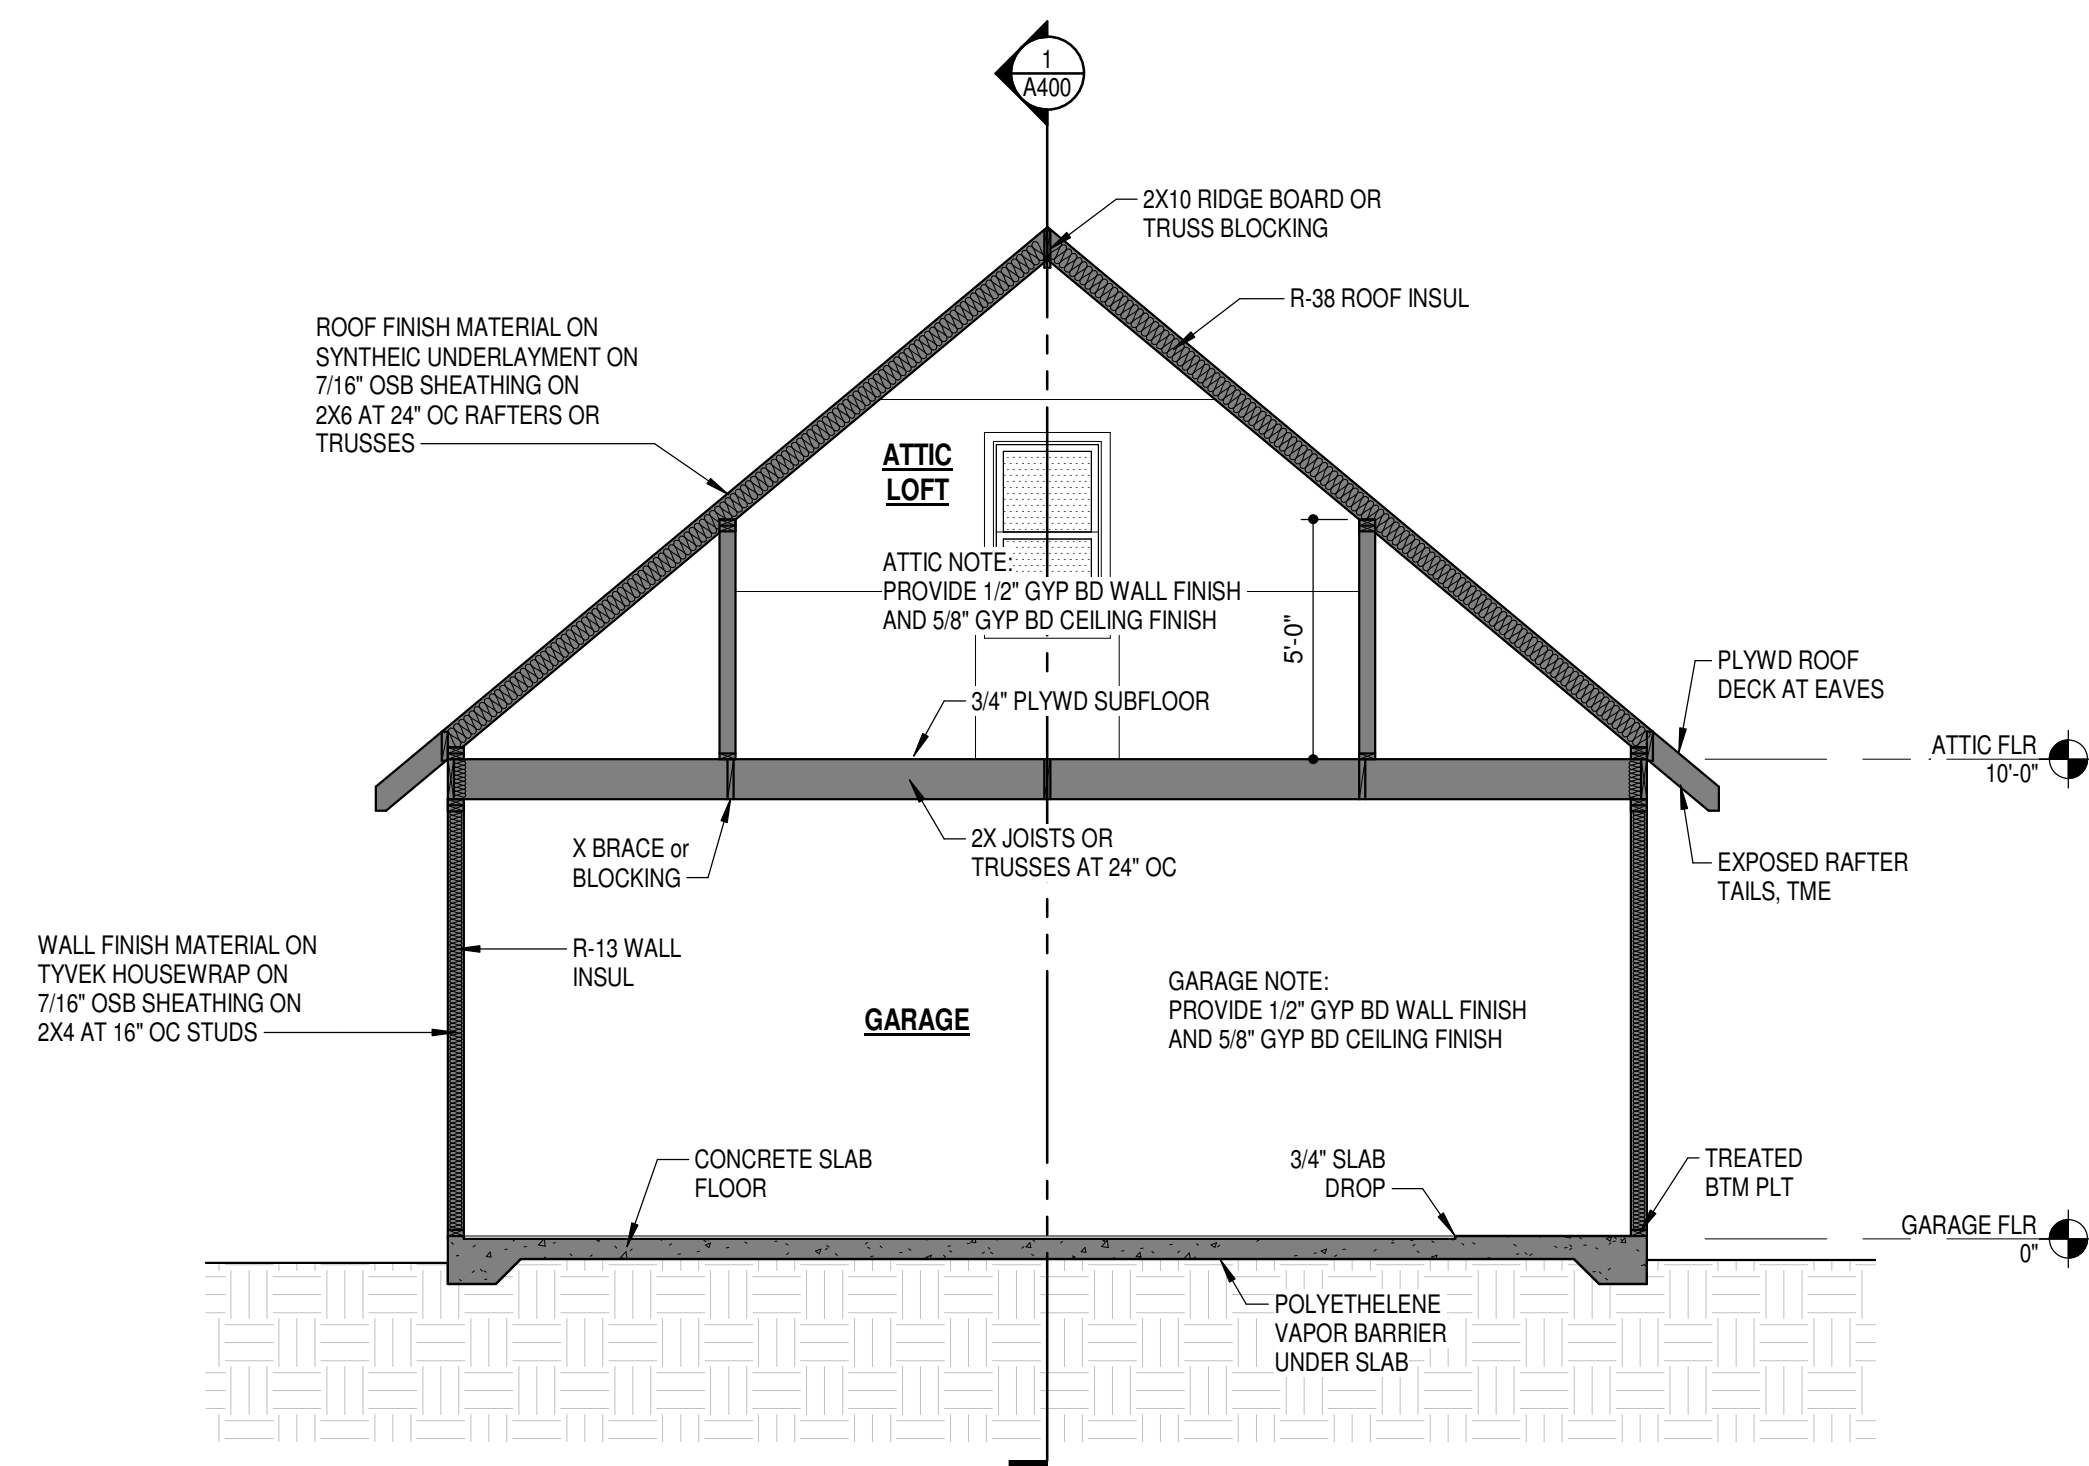 1
A400
2X10 RIDGE BOARD OR
TRUSS BLOCKING
R-38 ROOF INSUL
ROOF FINISH MATERIAL ON
SYNTHEIC UNDERLAYMENT ON
7/16" OSB SHEATHING ON
2X6 AT 24" OC RAFTERS OR
TRUSSES
ATTIC
LOFT
ATTIC NOTE:
PROVIDE 1/2" GYP BD WALL FINISH
AND 5/8" GYP BD CEILING FINISH
5'-0"
3/4" PLYWD SUBFLOOR
PLYWD ROOF
DECK AT EAVES
ATTIC FLR
10'-0"
X BRACE or
BLOCKING
2X JOISTS OR
TRUSSES AT 24" OC
EXPOSED RAFTER
TAILS, TME
WALL FINISH MATERIAL ON
TYVEK HOUSEWRAP ON
7/16" OSB SHEATHING ON
2X4 AT 16" OC STUDS
R-13 WALL
INSUL
GARAGE
GARAGE NOTE:
PROVIDE 1/2" GYP BD WALL FINISH
AND 5/8" GYP BD CEILING FINISH
CONCRETE SLAB
FLOOR
3/4" SLAB
DROP
TREATED
BTM PLT
GARAGE FLR
0"
POLYETHELENE
VAPOR BARRIER
UNDER SLAB